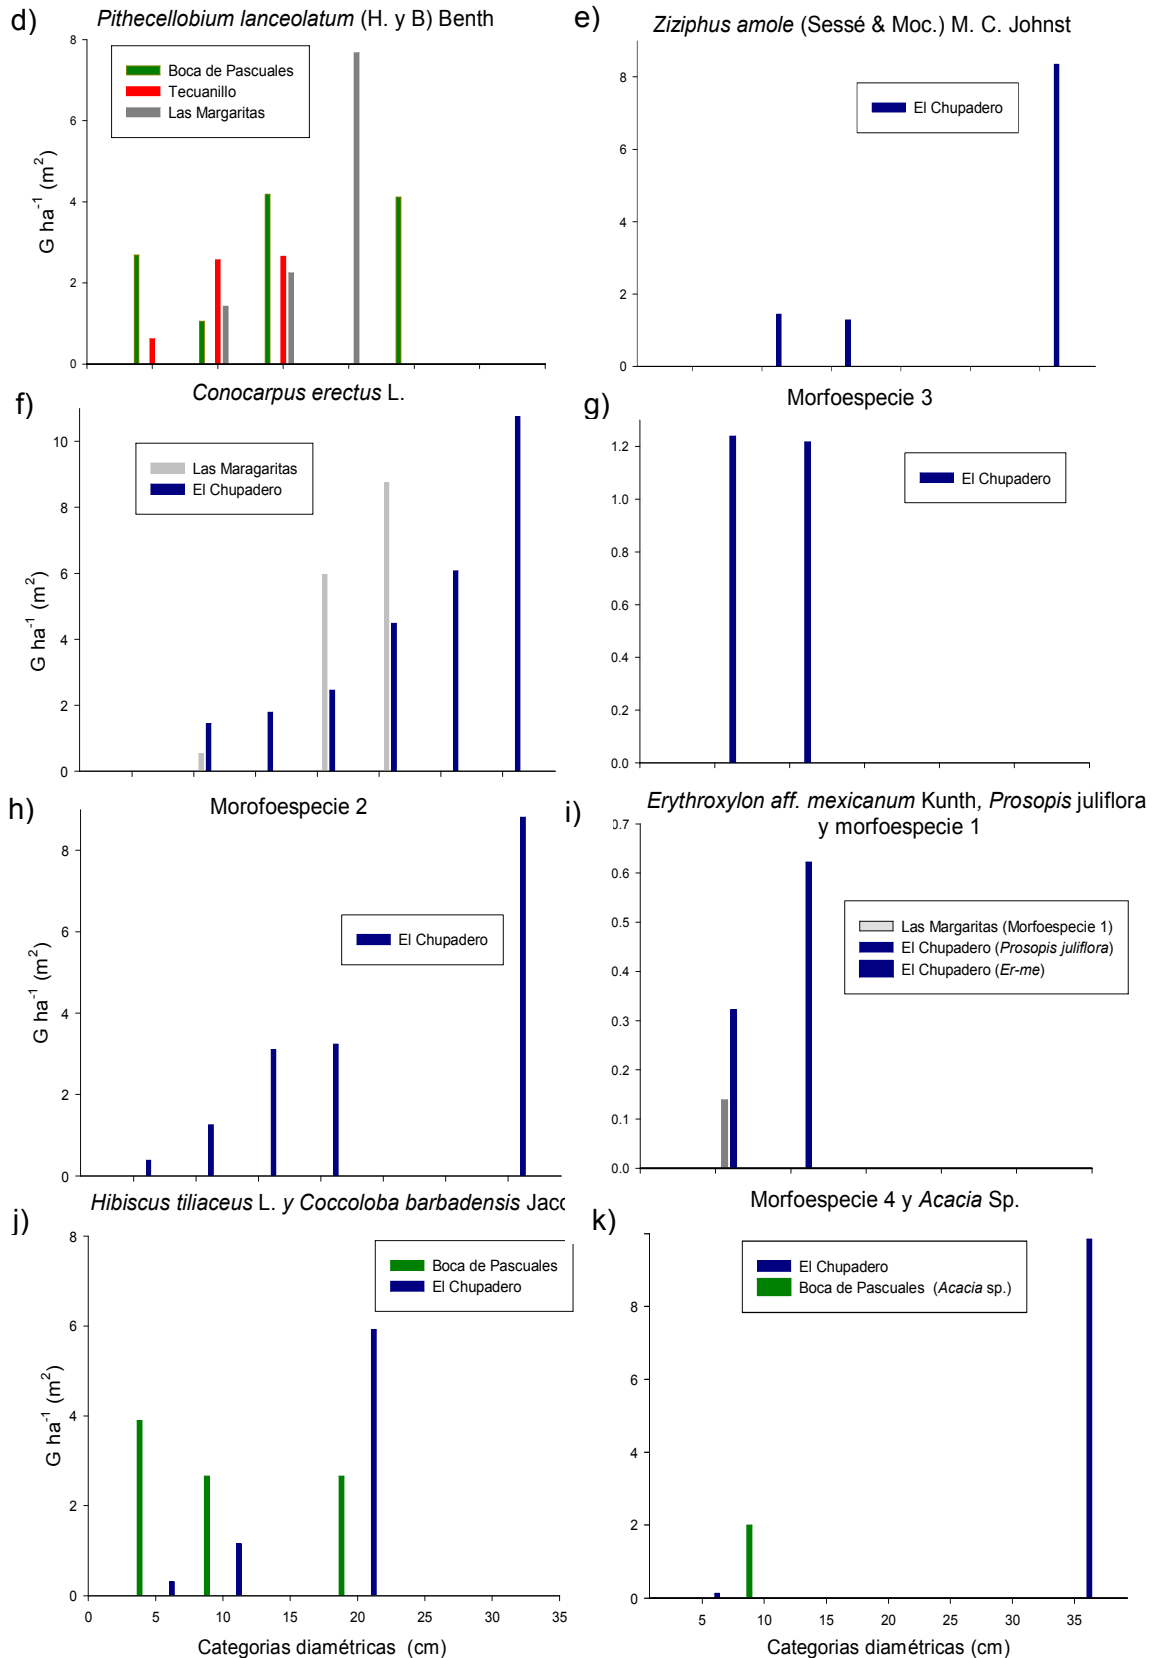 d)
Pithecellobium lanceolatum (H. y B) Benth
8
6
4
2
0
G ha-1 (m2)
Boca de Pascuales
Tecuanillo
Las Margaritas
e)
Ziziphus amole (Sessé & Moc.) M. C. Johnst
8
6
4
2
0
El Chupadero
f)
Conocarpus erectus L.
10
8
6
4
2
0
G ha-1 (m2)
Las Maragaritas
El Chupadero
g)
Morfoespecie 3
1.2
1.0
0.8
0.6
0.4
0.2
0.0
El Chupadero
h)
Morofoespecie 2
8
6
4
2
0
G ha-1 (m2)
El Chupadero
i)
Erythroxylon aff. mexicanum Kunth, Prosopis juliflora
y morfoespecie 1
0.7
0.6
0.5
0.4
0.3
0.2
0.1
0.0
Las Margaritas (Morfoespecie 1)
El Chupadero (Prosopis juliflora)
El Chupadero (Er-me)
j)
Hibiscus tiliaceus L. y Coccoloba barbadensis Jacc
8
6
4
2
0
G ha-1 (m2)
Boca de Pascuales
El Chupadero
0 5 10 15 20 25 30 35
Categorias diamétricas (cm)
k)
Morfoespecie 4 y Acacia Sp.
8
6
4
2
0
El Chupadero
Boca de Pascuales (Acacia sp.)
5 10 15 20 25 30 35
Categorias diamétricas (cm)